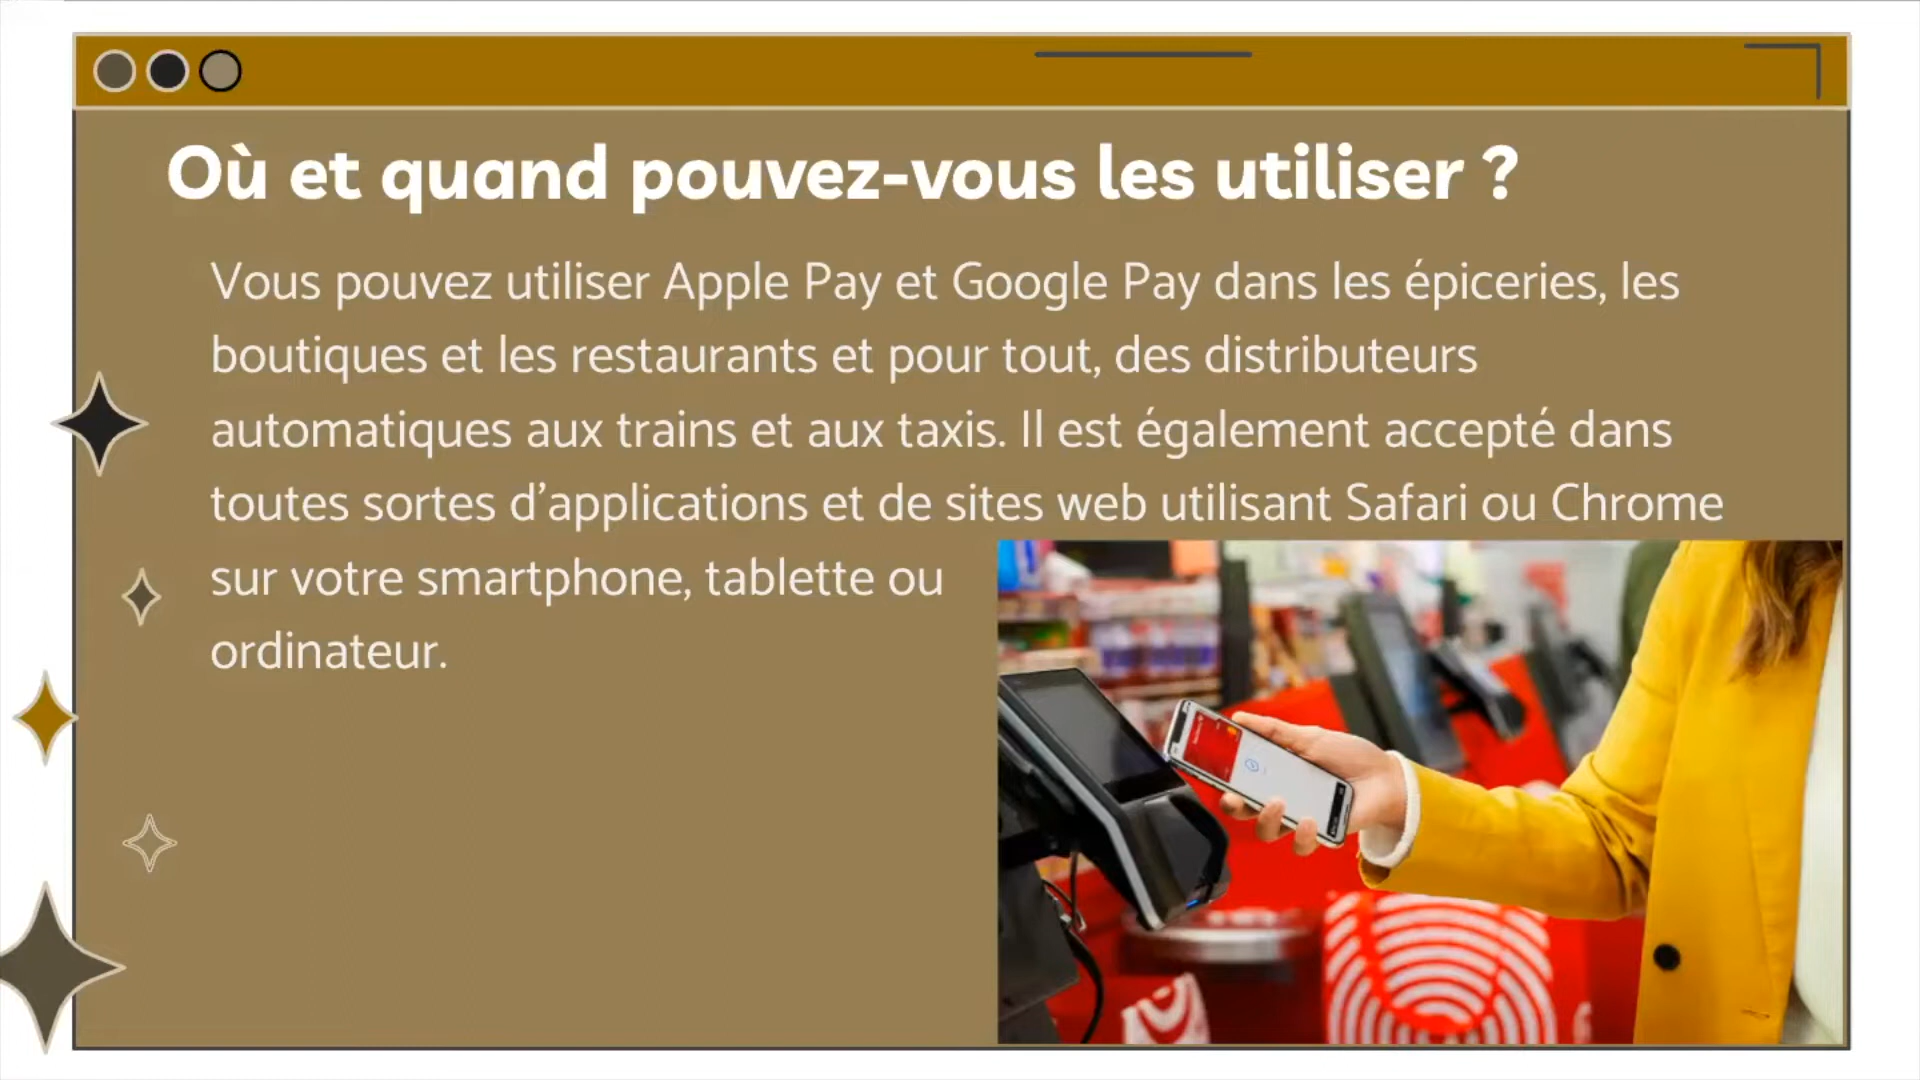 Où et quand pouvez-vous les utiliser ?
Vous pouvez utiliser Apple Pay et Google Pay dans les épiceries, les
boutiques et les restaurants et pour tout, des distributeurs
automatiques aux trains et aux taxis. Il est également accepté dans
toutes sortes d’applications et de sites web utilisant Safari ou Chrome
sur votre smartphone, tablette ou
ordinateur.